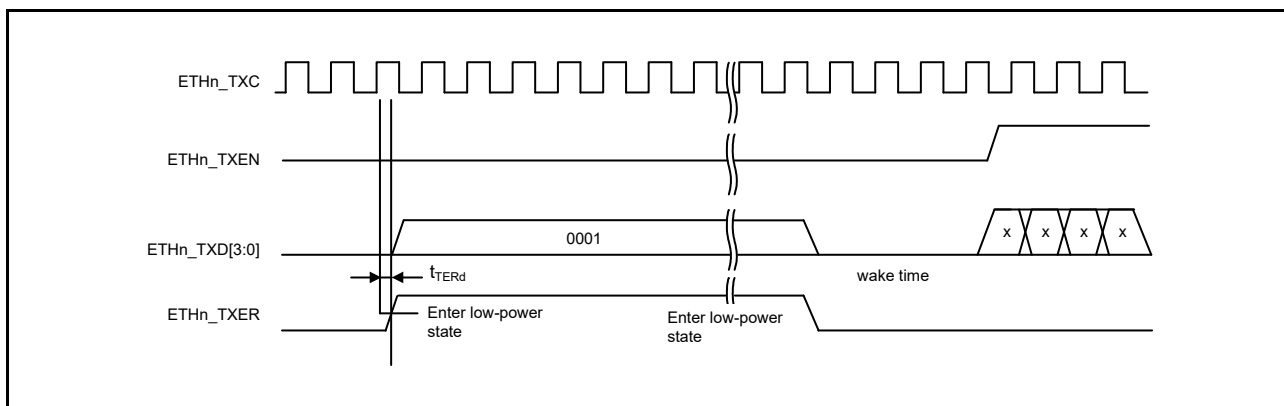 ETHn_TXC
ETHn_TXEN
ETHn_TXD[3:0]
0001
x x x x
tTERd
wake time
ETHn_TXER
Enter low-power
state
Enter low-power
state